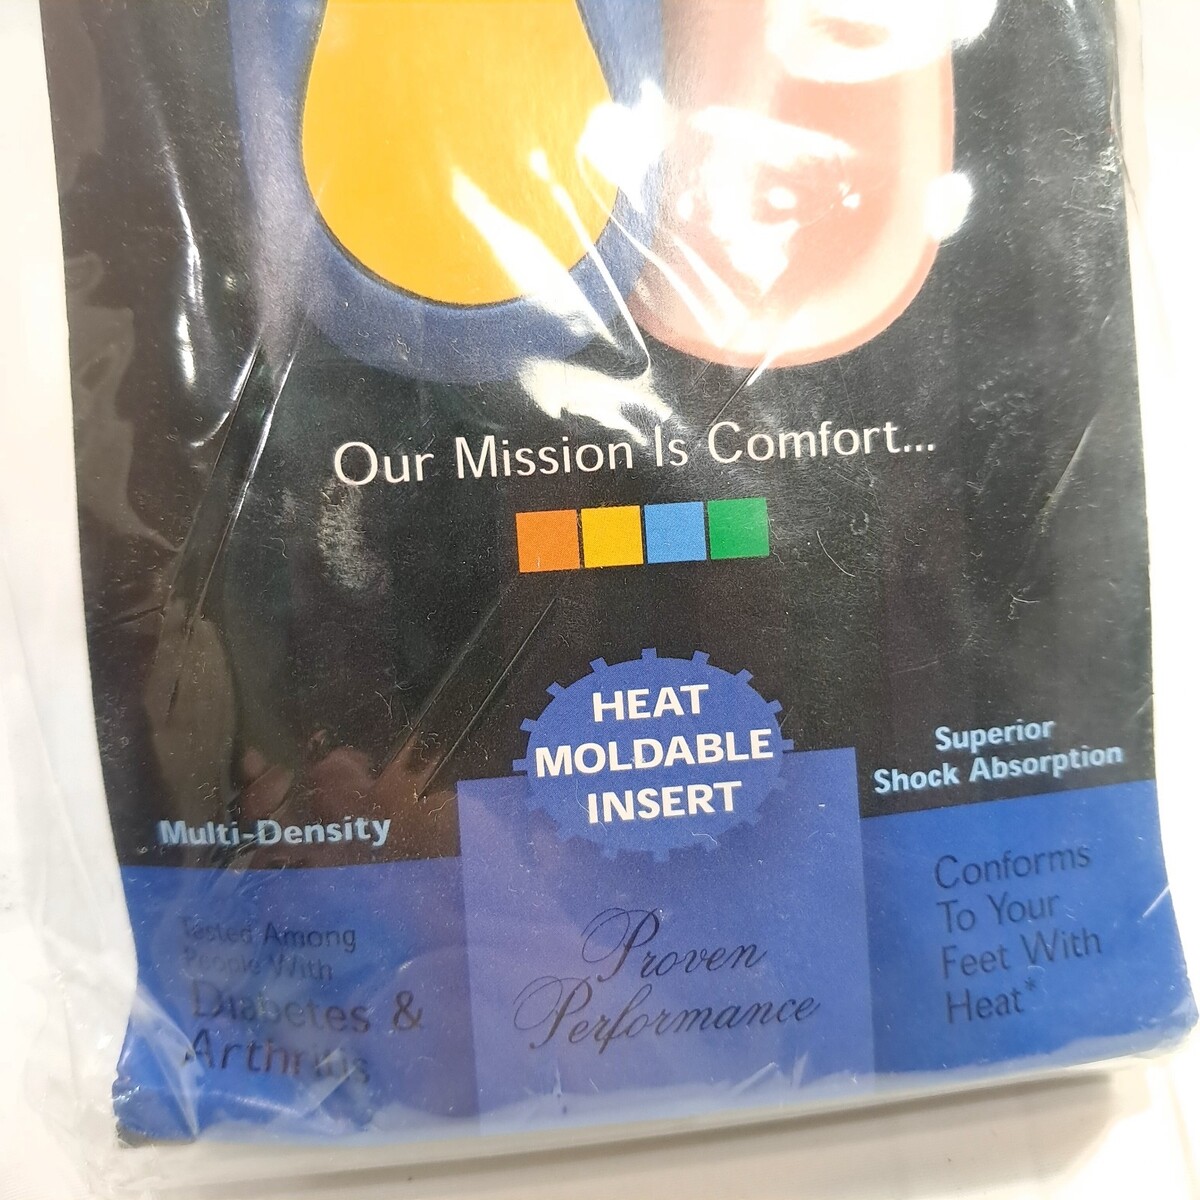 Our Mission Is Comfort...
HEAT
MOLDABLE
INSERT
Superior
Shock Absorption
Multi-Density
Tested Among
People With
Diabetes &
Arthritis
Proven
Performance
Conforms
To Your
Feet With
Heat*